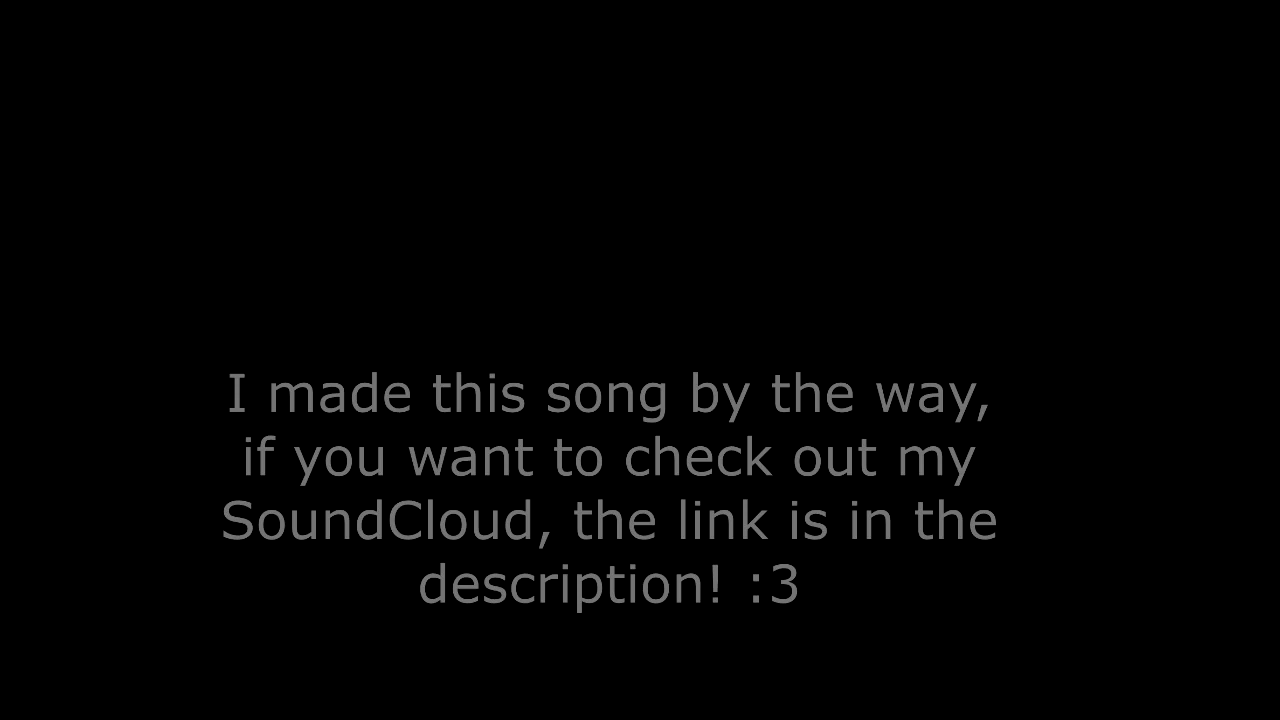 I made this song by the way,
if you want to check out my
SoundCloud, the link is in the
description! :3